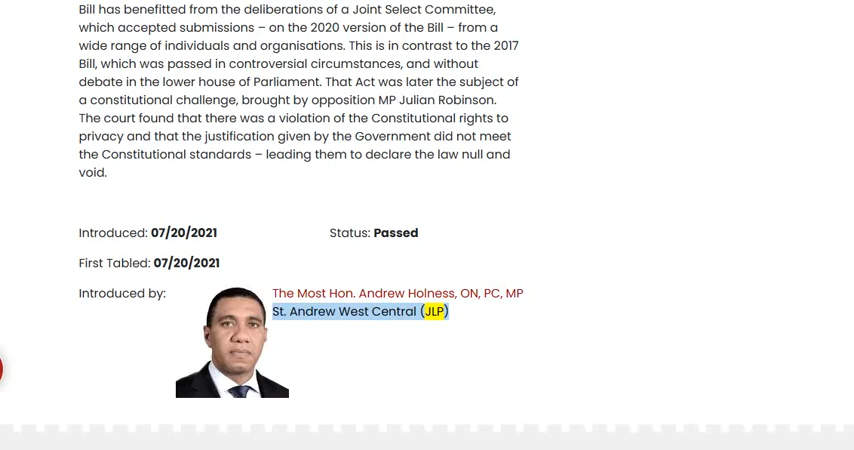 Bill has benefitted from the deliberations of a Joint Select Committee,
which accepted submissions – on the 2020 version of the Bill – from a
wide range of individuals and organisations. This is in contrast to the 2017
Bill, which was passed in controversial circumstances, and without
debate in the lower house of Parliament. That Act was later the subject of
a constitutional challenge, brought by opposition MP Julian Robinson.
The court found that there was a violation of the Constitutional rights to
privacy and that the justification given by the Government did not meet
the Constitutional standards – leading them to declare the law null and
void.
Introduced: 07/20/2021 Status: Passed
First Tabled: 07/20/2021
Introduced by: The Most Hon. Andrew Holness, ON, PC, MP
St. Andrew West Central (JLP)